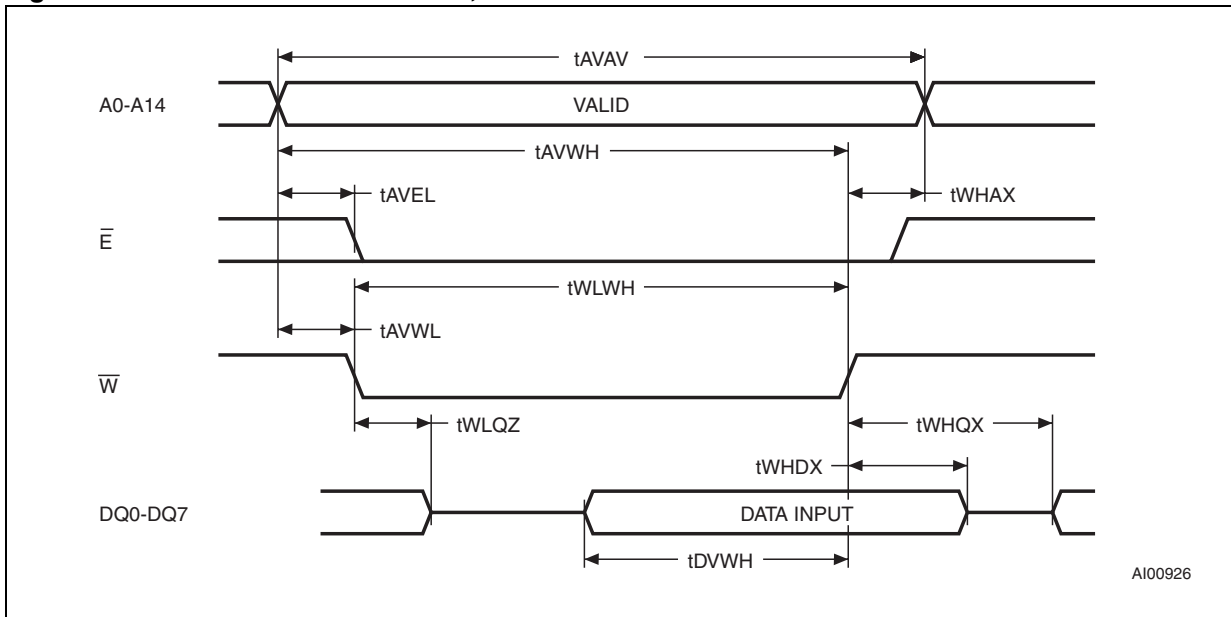 tAVAV
A0-A14 VALID
tAVWH
tAVEL tWHAX
E̅
tWLWH
tAVWL
W̅
tWLQZ tWHQX
tWHDX
DQ0-DQ7 DATA INPUT
tDVWH
AI00926